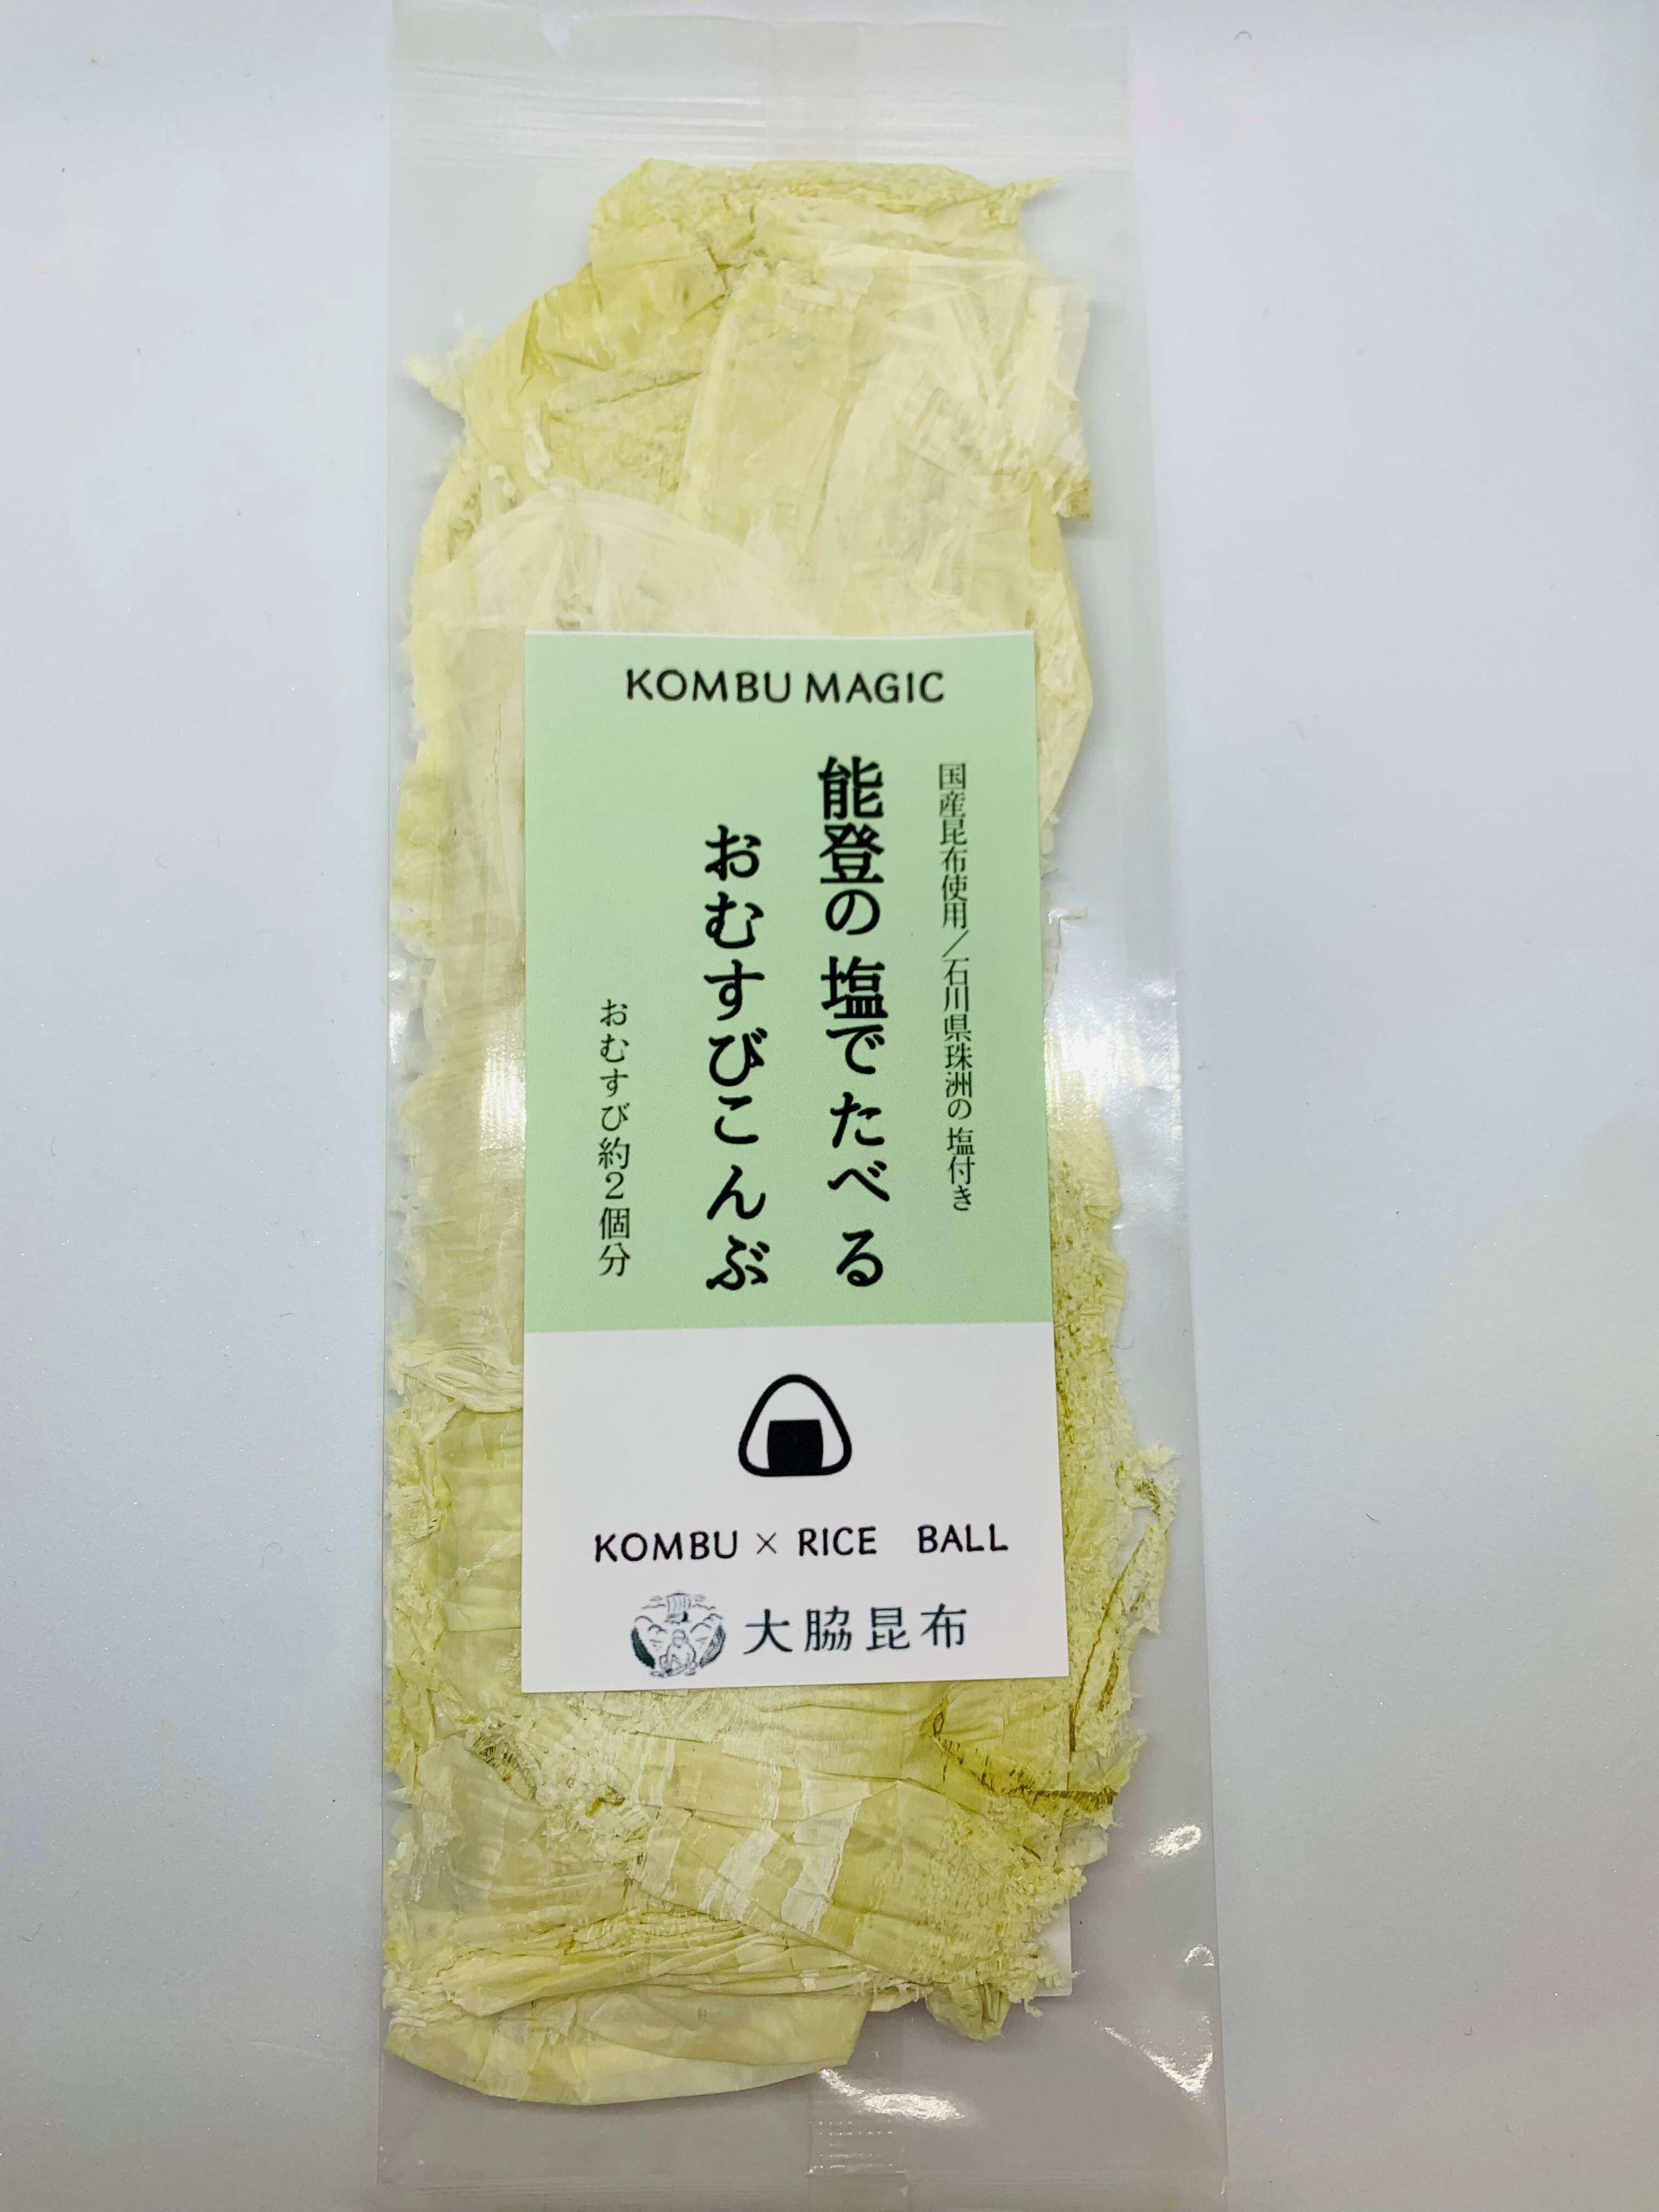 KOMBU MAGIC
国産昆布使用/石川県珠洲の塩付き
能登の塩でたべる
おむすびこんぶ
おむすび約2個分
KOMBU × RICE BALL
大脇昆布